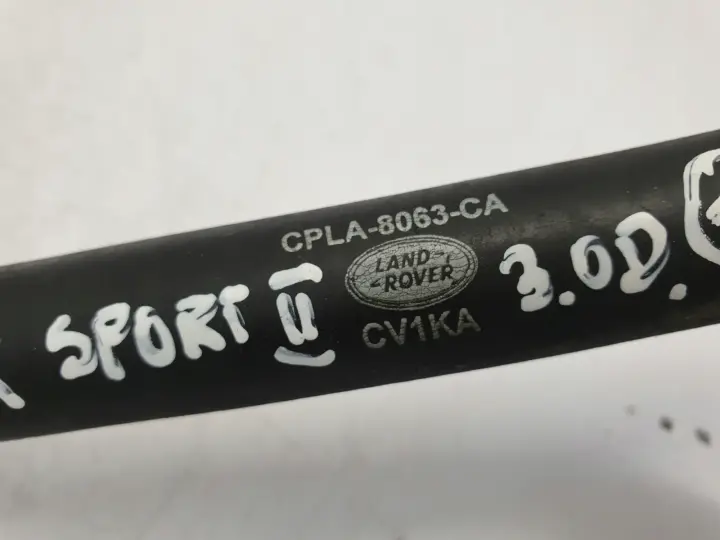 CPLA-8063-CA
LAND-
-ROVER
SPORT II 3.0D.
CV1KA